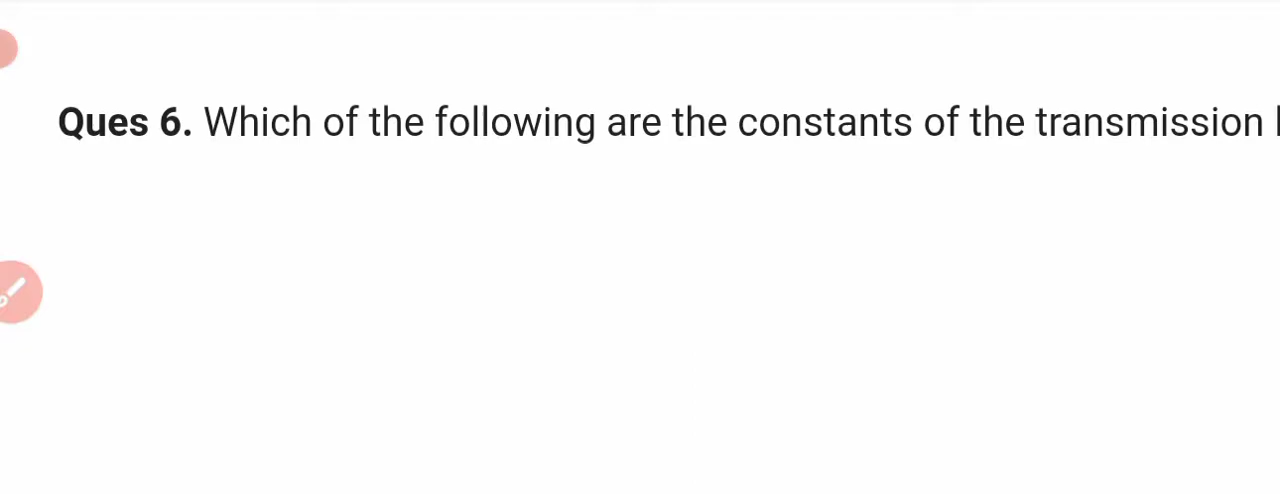 Ques 6. Which of the following are the constants of the transmission